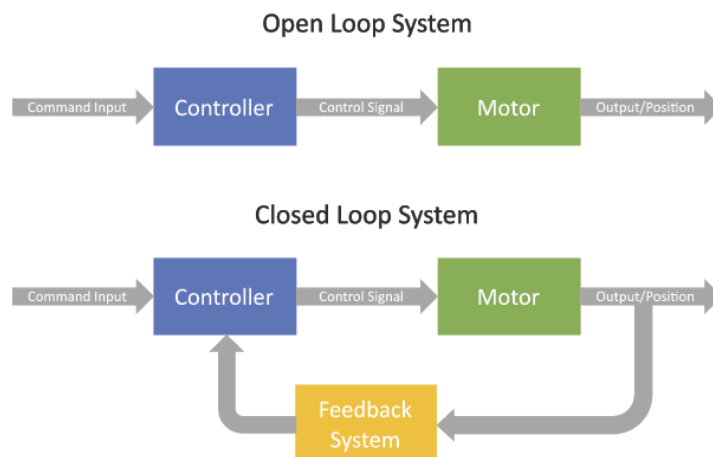 Open Loop System
Command Input
Controller
Control Signal
Motor
Output/Position
Closed Loop System
Command Input
Controller
Control Signal
Motor
Output/Position
Feedback
System